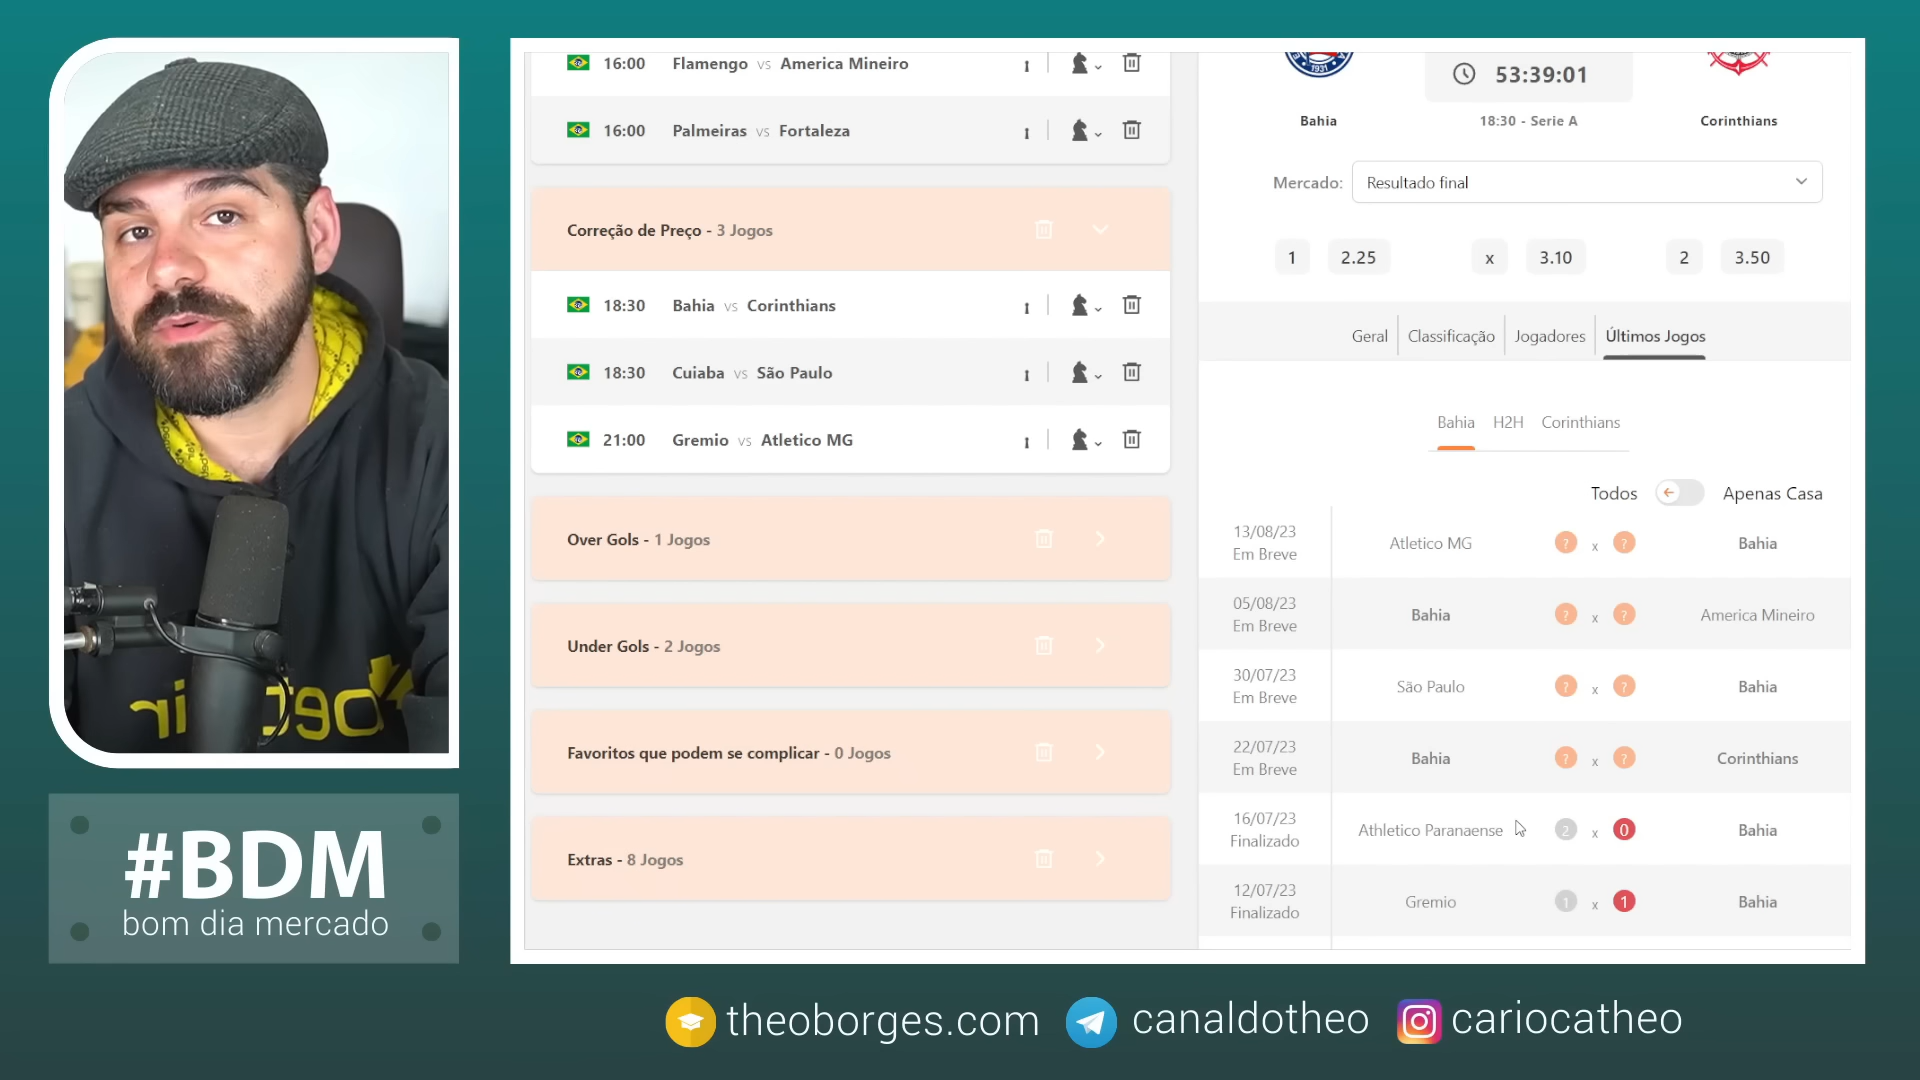 16:00 Flamengo vs America Mineiro
16:00 Palmeiras vs Fortaleza
Correção de Preço - 3 Jogos
18:30 Bahia vs Corinthians
18:30 Cuiaba vs São Paulo
21:00 Gremio vs Atletico MG
Over Gols - 1 Jogos
Under Gols - 2 Jogos
Favoritos que podem se complicar - 0 Jogos
Extras - 8 Jogos
1931
53:39:01
Bahia
18:30 - Serie A
Corinthians
Mercado: Resultado final
1 2.25 x 3.10 2 3.50
Geral Classificação Jogadores Últimos Jogos
Bahia H2H Corinthians
Todos Apenas Casa
13/08/23
Em Breve
Atletico MG ? x ? Bahia
05/08/23
Em Breve
Bahia ? x ? America Mineiro
30/07/23
Em Breve
São Paulo ? x ? Bahia
22/07/23
Em Breve
Bahia ? x ? Corinthians
16/07/23
Finalizado
Athletico Paranaense 2 x 0 Bahia
12/07/23
Finalizado
Gremio 1 x 1 Bahia
#BDM
bom dia mercado
theoborges.com
canaldotheo
cariocatheo